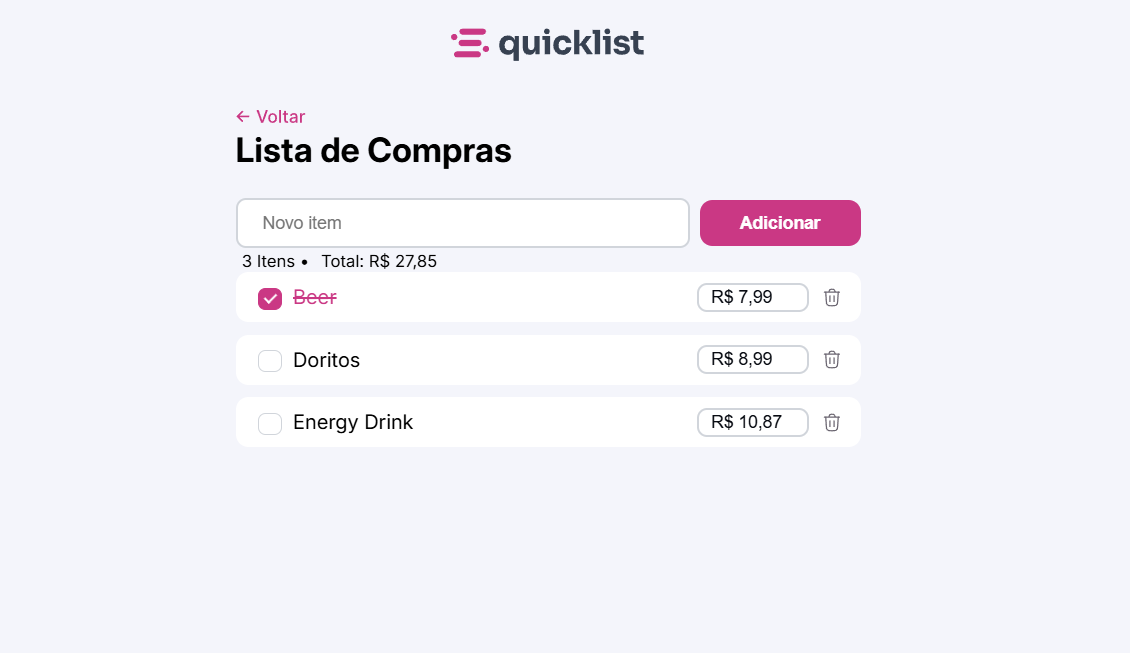 quicklist
← Voltar
Lista de Compras
Novo item
Adicionar
3 Itens • Total: R$ 27,85
Beer
R$ 7,99
Doritos
R$ 8,99
Energy Drink
R$ 10,87